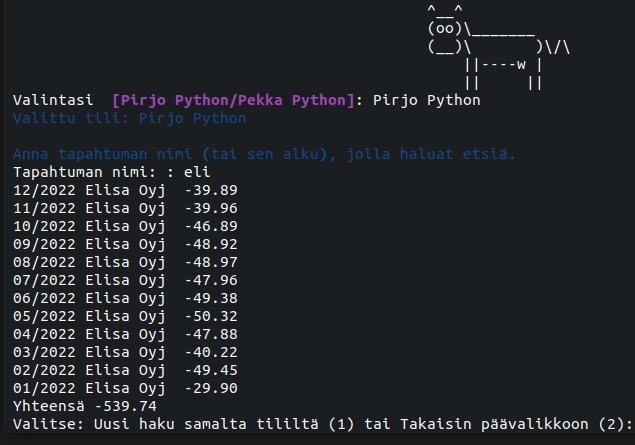 ^__^
(oo)\_______
(__)\       )\/\
||----w |
||     ||
Valintasi  [Pirjo Python/Pekka Python]: Pirjo Python
Valittu tili: Pirjo Python
Anna tapahtuman nimi (tai sen alku), jolla haluat etsiä.
Tapahtuman nimi: : eli
12/2022 Elisa Oyj  -39.89
11/2022 Elisa Oyj  -39.96
10/2022 Elisa Oyj  -46.89
09/2022 Elisa Oyj  -48.92
08/2022 Elisa Oyj  -48.97
07/2022 Elisa Oyj  -47.96
06/2022 Elisa Oyj  -49.38
05/2022 Elisa Oyj  -50.32
04/2022 Elisa Oyj  -47.88
03/2022 Elisa Oyj  -40.22
02/2022 Elisa Oyj  -49.45
01/2022 Elisa Oyj  -29.90
Yhteensä -539.74
Valitse: Uusi haku samalta tililtä (1) tai Takaisin päävalikkoon (2):